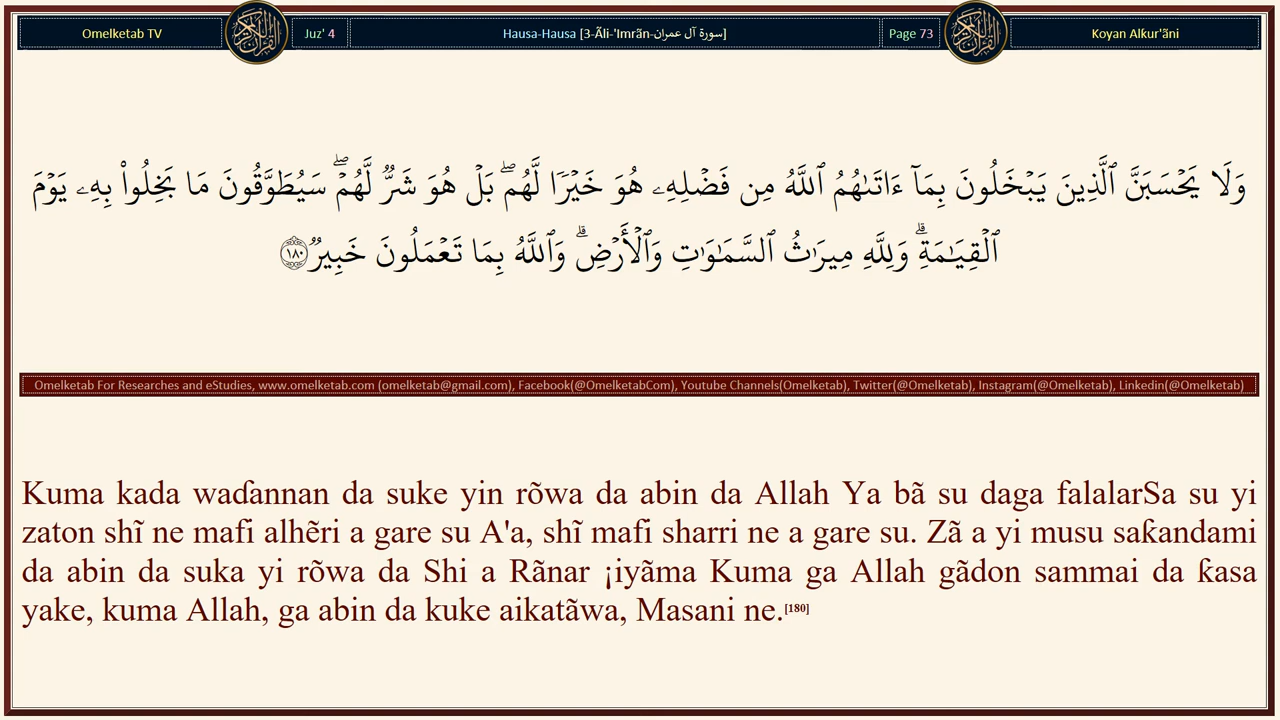 Omelketab TV
Juz' 4
Hausa-Hausa [3-Ãli-'Imrãn-سورة آل عمران]
Page 73
Koyan Alƙur'ãni
وَلَا يَحۡسَبَنَّ ٱلَّذِينَ يَبۡخَلُونَ بِمَآ ءَاتَىٰهُمُ ٱللَّهُ مِن فَضۡلِهِۦ هُوَ خَيۡرٗا لَّهُمۖ بَلۡ هُوَ شَرّٞ لَّهُمۡۖ سَيُطَوَّقُونَ مَا بَخِلُواْ بِهِۦ يَوۡمَ
ٱلۡقِيَٰمَةِۗ وَلِلَّهِ مِيرَٰثُ ٱلسَّمَٰوَٰتِ وَٱلۡأَرۡضِۗ وَٱللَّهُ بِمَا تَعۡمَلُونَ خَبِيرٞ ١٨٠
Omelketab For Researches and eStudies, www.omelketab.com (omelketab@gmail.com), Facebook(@OmelketabCom), Youtube Channels(Omelketab), Twitter(@Omelketab), Instagram(@Omelketab), Linkedin(@Omelketab)
Kuma kada waɗannan da suke yin rõwa da abin da Allah Ya bã su daga falalarSa su yi
zaton shĩ ne mafi alhẽri a gare su A'a, shĩ mafi sharri ne a gare su. Zã a yi musu saƙandami
da abin da suka yi rõwa da Shi a Rãnar ¡iyãma Kuma ga Allah gãdon sammai da ƙasa
yake, kuma Allah, ga abin da kuke aikatãwa, Masani ne.[180]